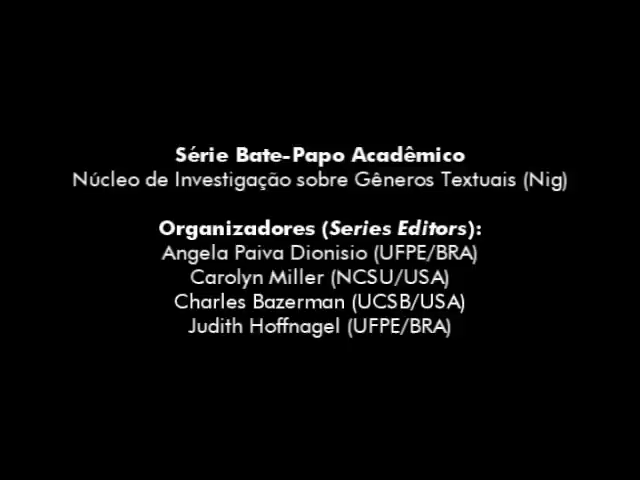 Série Bate-Papo Acadêmico
Núcleo de Investigação sobre Gêneros Textuais (Nig)
Organizadores (Series Editors):
Angela Paiva Dionisio (UFPE/BRA)
Carolyn Miller (NCSU/USA)
Charles Bazerman (UCSB/USA)
Judith Hoffnagel (UFPE/BRA)